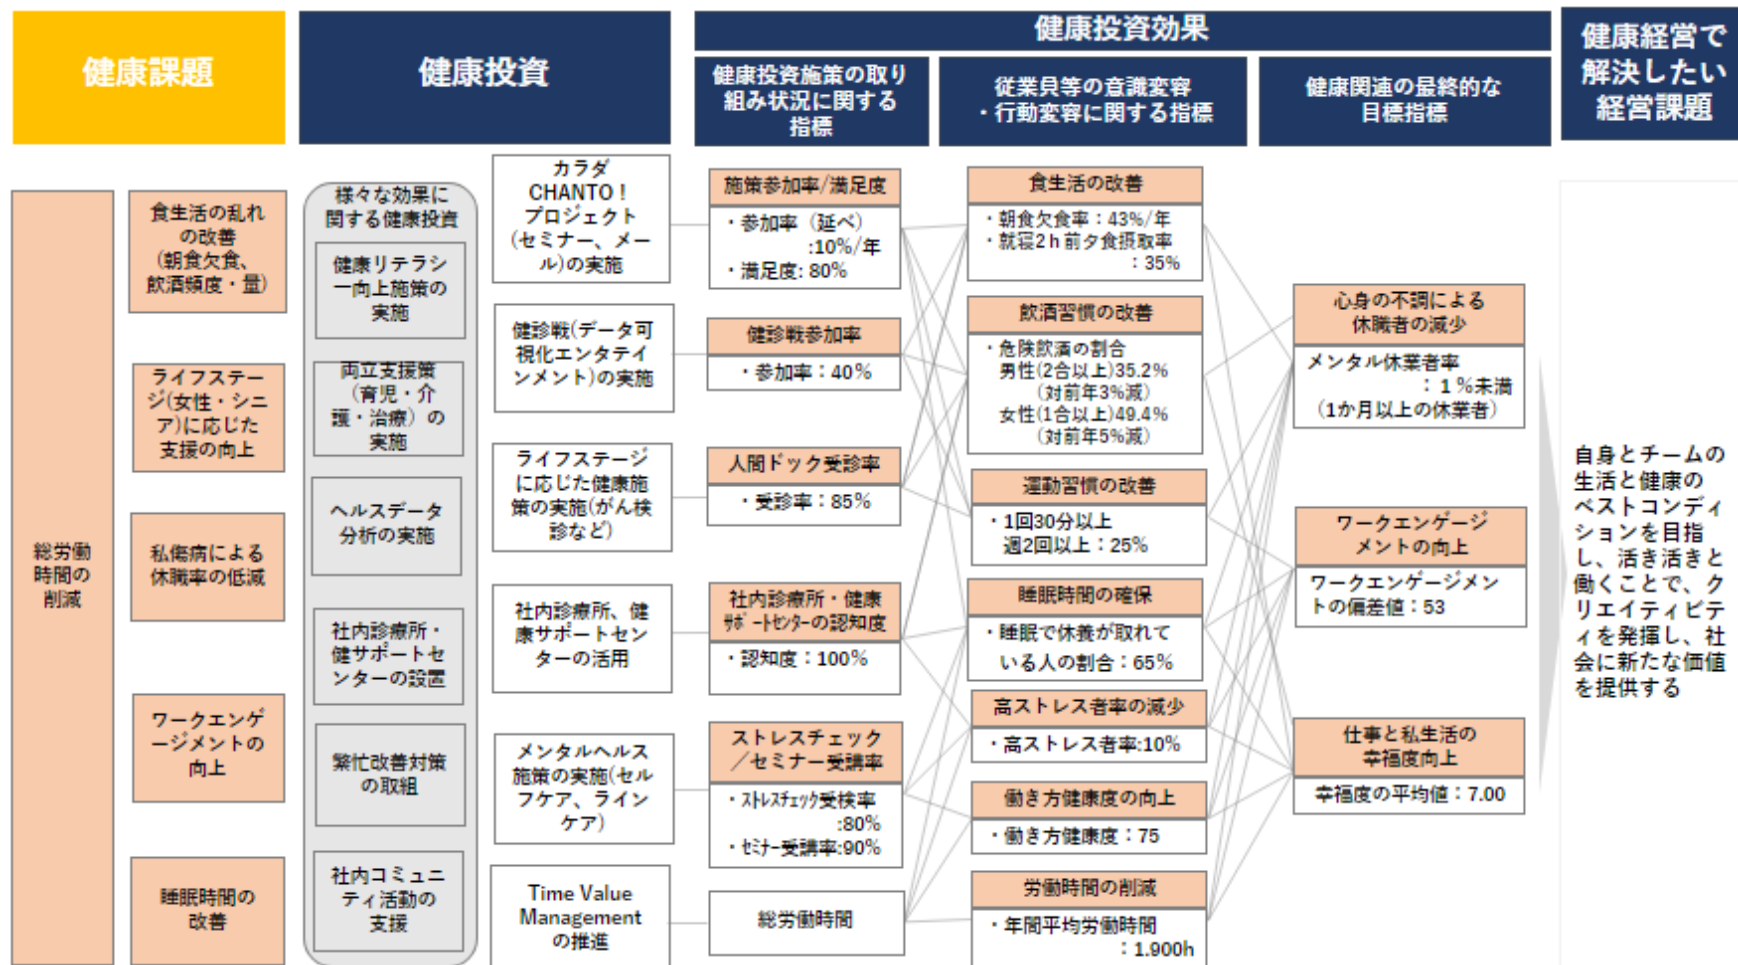 健康課題
健康投資
健康投資効果
健康投資施策の取り
組み状況に関する
指標
従業員等の意識変容
・行動変容に関する指標
健康関連の最終的な
目標指標
健康経営で
解決したい
経営課題
総労働
時間の
削減
食生活の乱れ
の改善
(朝食欠食、
飲酒頻度・量)
ライフステー
ジ(女性・シニ
ア)に応じた
支援の向上
私傷病による
休職率の低減
ワークエンゲ
ージメントの
向上
睡眠時間の
改善
様々な効果に
関する健康投資
健康リテラシ
ー向上施策の
実施
両立支援策
（育児・介
護・治療）の
実施
ヘルスデータ
分析の実施
社内診療所・
健サポートセ
ンターの設置
繁忙改善対策
の取組
社内コミュニ
ティ活動の
支援
カラダ
CHANTO！
プロジェクト
(セミナー、メー
ル)の実施
健診戦(データ可
視化エンタテイ
ンメント)の実施
ライフステージ
に応じた健康施
策の実施(がん検
診など)
社内診療所、健
康サポートセン
ターの活用
メンタルヘルス
施策の実施(セル
フケア、ライン
ケア)
Time Value
Management
の推進
施策参加率/満足度
・参加率（延べ）
:10%/年
・満足度: 80%
健診戦参加率
・参加率：40%
人間ドック受診率
・受診率：85%
社内診療所・健康
ｻﾎﾟｰﾄｾﾝﾀｰの認知度
・認知度：100%
ストレスチェック
／セミナー受講率
・ｽﾄﾚｽﾁｪｯｸ受検率
:80%
・ｾﾐﾅｰ受講率:90%
総労働時間
食生活の改善
・朝食欠食率：43%/年
・就寝2ｈ前夕食摂取率
：35%
飲酒習慣の改善
・危険飲酒の割合
男性(2合以上)35.2%
(対前年3%減)
女性(1合以上)49.4%
(対前年5%減)
運動習慣の改善
・1回30分以上
週2回以上：25%
睡眠時間の確保
・睡眠で休養が取れて
いる人の割合：65%
高ストレス者率の減少
・高ストレス者率:10%
働き方健康度の向上
・働き方健康度：75
労働時間の削減
・年間平均労働時間
：1.900h
心身の不調による
休職者の減少
メンタル休業者率
：１%未満
（1か月以上の休業者）
ワークエンゲージ
メントの向上
ワークエンゲージメン
トの偏差値：53
仕事と私生活の
幸福度向上
幸福度の平均値：7.00
自身とチームの
生活と健康の
ベストコンディ
ションを目指
し、活き活きと
働くことで、ク
リエイティビテ
ィを発揮し、社
会に新たな価値
を提供する